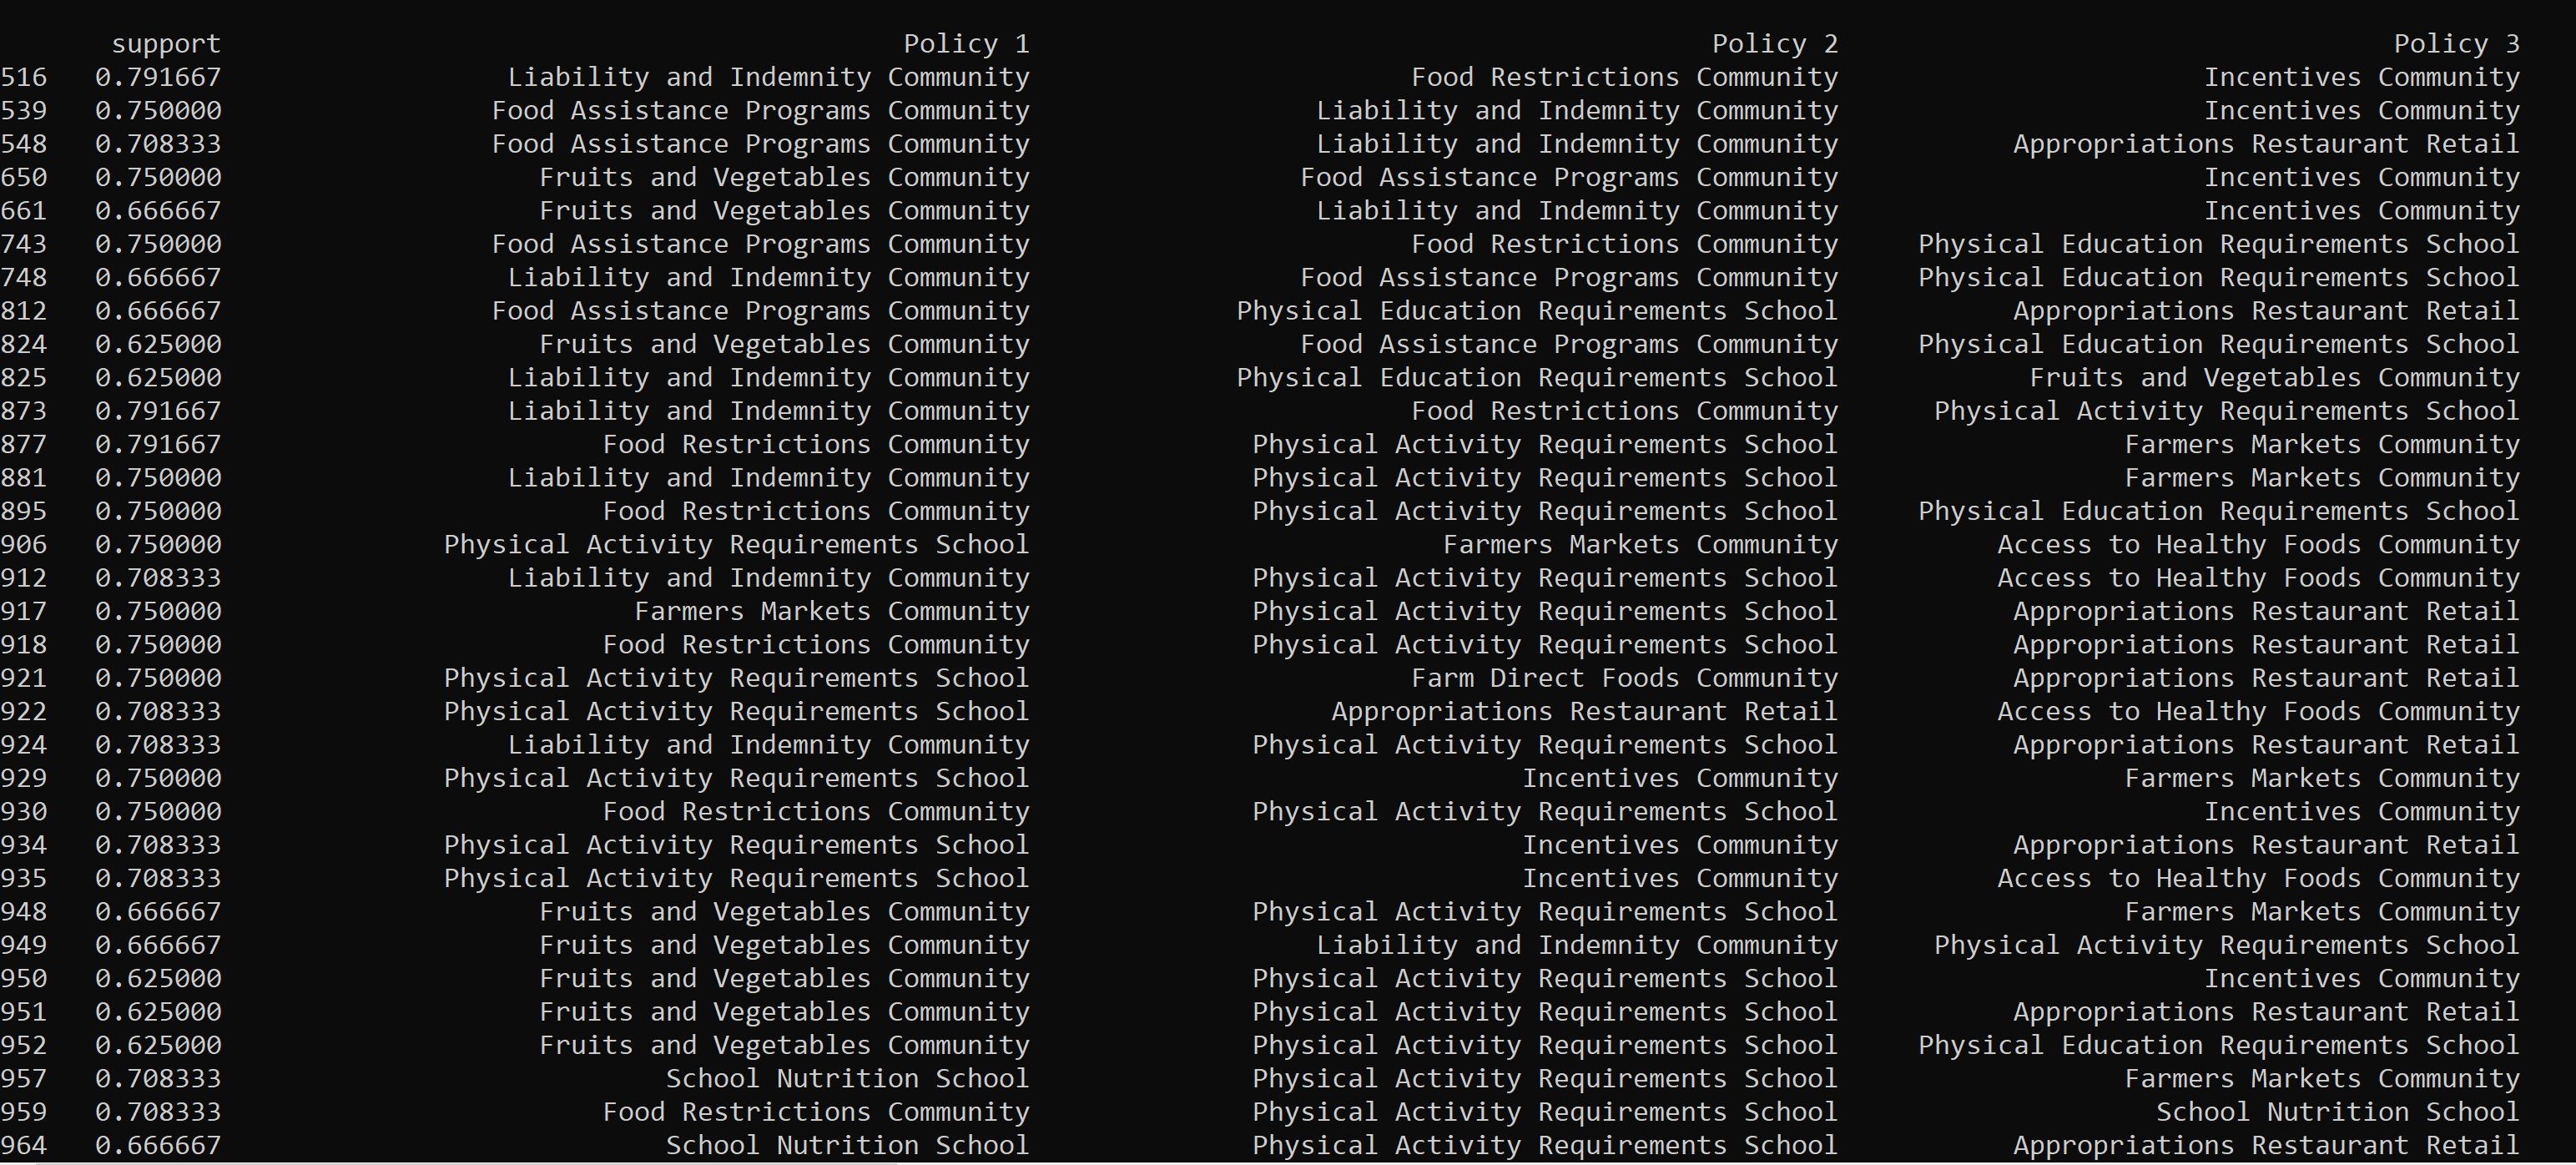 support Policy 1 Policy 2 Policy 3
516 0.791667 Liability and Indemnity Community Food Restrictions Community Incentives Community
539 0.750000 Food Assistance Programs Community Liability and Indemnity Community Incentives Community
548 0.708333 Food Assistance Programs Community Liability and Indemnity Community Appropriations Restaurant Retail
650 0.750000 Fruits and Vegetables Community Food Assistance Programs Community Incentives Community
661 0.666667 Fruits and Vegetables Community Liability and Indemnity Community Incentives Community
743 0.750000 Food Assistance Programs Community Food Restrictions Community Physical Education Requirements School
748 0.666667 Liability and Indemnity Community Food Assistance Programs Community Physical Education Requirements School
812 0.666667 Food Assistance Programs Community Physical Education Requirements School Appropriations Restaurant Retail
824 0.625000 Fruits and Vegetables Community Food Assistance Programs Community Physical Education Requirements School
825 0.625000 Liability and Indemnity Community Physical Education Requirements School Fruits and Vegetables Community
873 0.791667 Liability and Indemnity Community Food Restrictions Community Physical Activity Requirements School
877 0.791667 Food Restrictions Community Physical Activity Requirements School Farmers Markets Community
881 0.750000 Liability and Indemnity Community Physical Activity Requirements School Farmers Markets Community
895 0.750000 Food Restrictions Community Physical Activity Requirements School Physical Education Requirements School
906 0.750000 Physical Activity Requirements School Farmers Markets Community Access to Healthy Foods Community
912 0.708333 Liability and Indemnity Community Physical Activity Requirements School Access to Healthy Foods Community
917 0.750000 Farmers Markets Community Physical Activity Requirements School Appropriations Restaurant Retail
918 0.750000 Food Restrictions Community Physical Activity Requirements School Appropriations Restaurant Retail
921 0.750000 Physical Activity Requirements School Farm Direct Foods Community Appropriations Restaurant Retail
922 0.708333 Physical Activity Requirements School Appropriations Restaurant Retail Access to Healthy Foods Community
924 0.708333 Liability and Indemnity Community Physical Activity Requirements School Appropriations Restaurant Retail
929 0.750000 Physical Activity Requirements School Incentives Community Farmers Markets Community
930 0.750000 Food Restrictions Community Physical Activity Requirements School Incentives Community
934 0.708333 Physical Activity Requirements School Incentives Community Appropriations Restaurant Retail
935 0.708333 Physical Activity Requirements School Incentives Community Access to Healthy Foods Community
948 0.666667 Fruits and Vegetables Community Physical Activity Requirements School Farmers Markets Community
949 0.666667 Fruits and Vegetables Community Liability and Indemnity Community Physical Activity Requirements School
950 0.625000 Fruits and Vegetables Community Physical Activity Requirements School Incentives Community
951 0.625000 Fruits and Vegetables Community Physical Activity Requirements School Appropriations Restaurant Retail
952 0.625000 Fruits and Vegetables Community Physical Activity Requirements School Physical Education Requirements School
957 0.708333 School Nutrition School Physical Activity Requirements School Farmers Markets Community
959 0.708333 Food Restrictions Community Physical Activity Requirements School School Nutrition School
964 0.666667 School Nutrition School Physical Activity Requirements School Appropriations Restaurant Retail